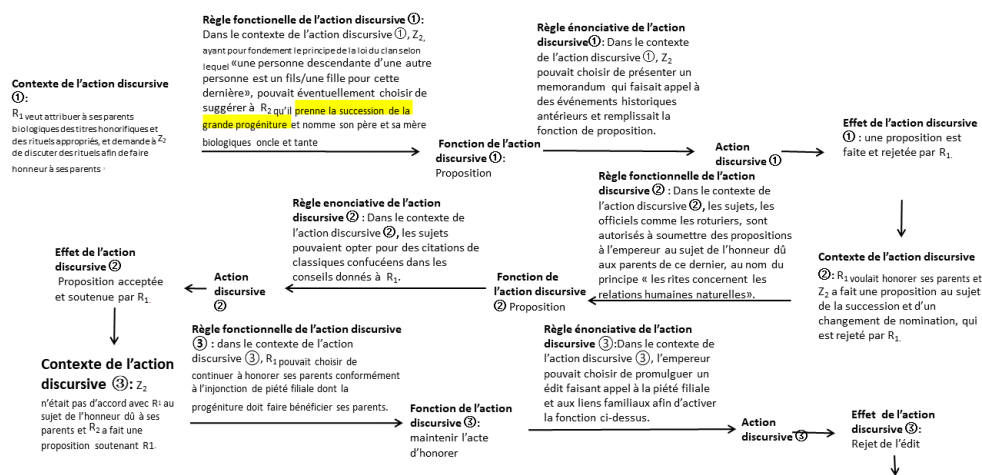 Règle fonctionelle de l’action discursive ①:
Dans le contexte de l’action discursive ①, Z2,
ayant pour fondement le principe de la loi du clan selon
lequel «une personne descendante d’une autre
personne est un fils/une fille pour cette
dernière», pouvait éventuellement choisir de
suggérer à R2 qu’il prenne la succession de la
grande progéniture et nomme son père et sa mère
biologiques oncle et tante
Règle énonciative de l’action
discursive①: Dans le contexte
de l’action discursive ①, Z2
pouvait choisir de présenter un
memorandum qui faisait appel à
des événements historiques
antérieurs et remplissait la
fonction de proposition.
Contexte de l’action discursive
①:
R1 veut attribuer à ses parents
biologiques des titres honorifiques et
des rituels appropriés, et demande à Z2
de discuter des rituels afin de faire
honneur à ses parents
Fonction de l’action
discursive ①:
Proposition
Action
discursive ①
Effet de l’action discursive
① : une proposition est
faite et rejetée par R1.
Contexte de l’action discursive
②: R1 voulait honorer ses parents et
Z2 a fait une proposition au sujet
de la succession et d’un
changement de nomination, qui
est rejeté par R1.
Règle fonctionnelle de l’action
discursive ② : Dans le contexte de
l’action discursive ②, les sujets, les
officiels comme les roturiers, sont
autorisés à soumettre des propositions
à l’empereur au sujet de l’honneur dû
aux parents de ce dernier, au nom du
principe « les rites concernent les
relations humaines naturelles».
Fonction de
l’action discursive
② Proposition
Règle enonciative de l’action
discursive ② : Dans le contexte de
l’action discursive ②, les sujets
pouvaient opter pour des citations de
classiques confucéens dans les
conseils donnés à R1.
Action
discursive
②
Effet de l’action
discursive ②
Proposition acceptée
et soutenue par R1.
Contexte de l’action
discursive ③: Z2
n’était pas d’accord avec R1 au
sujet de l’honneur dû à ses
parents et R2 a fait une
proposition soutenant R1.
Règle fonctionnelle de l’action discursive
③ : dans le contexte de l’action
discursive ③, R1 pouvait choisir de
continuer à honorer ses parents conformément
à l’injonction de piété filiale dont la
progéniture doit faire bénéficier ses parents.
Fonction de l’action
discursive ③:
maintenir l’acte
d’honorer
Règle énonciative de l’action
discursive ③:Dans le contexte de
l’action discursive ③, l’empereur
pouvait choisir de promulguer un
édit faisant appel à la piété filiale
et aux liens familiaux afin d’activer
la fonction ci-dessus.
Action
discursive ③
Effet de l’action
discursive ③:
Rejet de l’édit